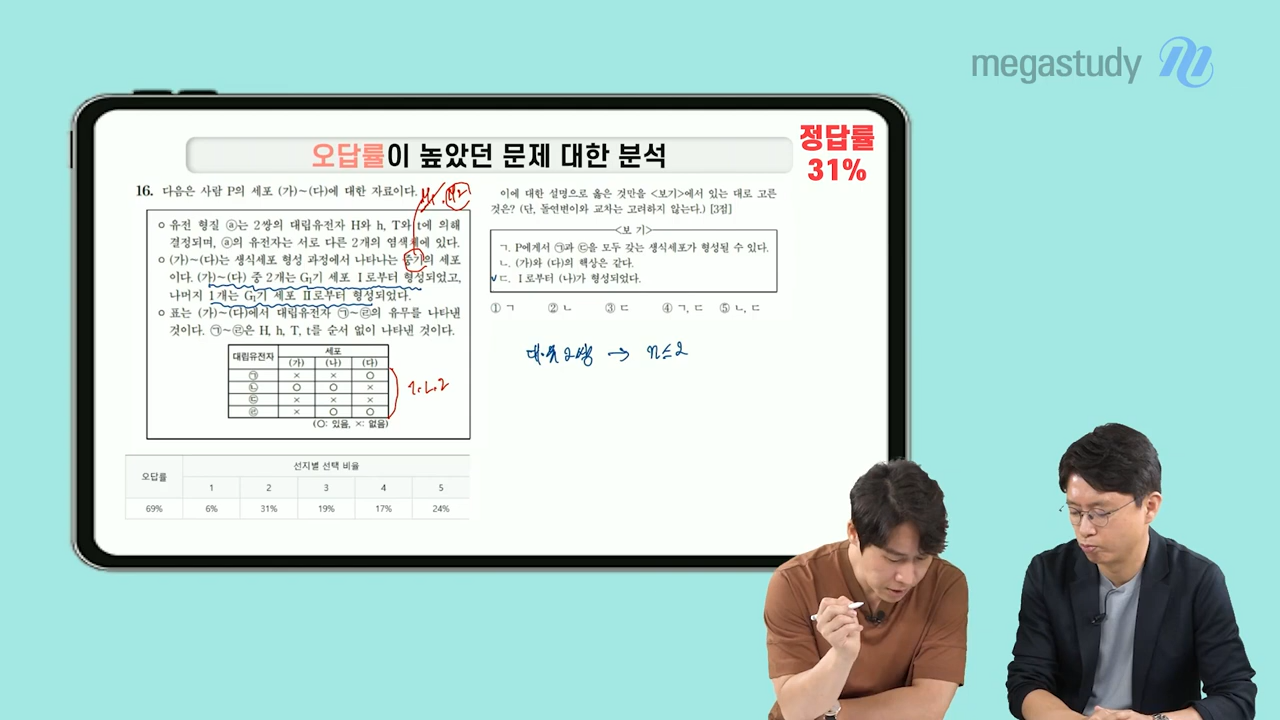 megastudy
오답률이 높았던 문제 대한 분석
정답률
31%
16. 다음은 사람 P의 세포 (가)~(다)에 대한 자료이다.
○ 유전 형질 ⓐ는 2쌍의 대립유전자 H와 h, T와 t에 의해
결정되며, ⓐ의 유전자는 서로 다른 2개의 염색체에 있다.
○ (가)~(다)는 생식세포 형성 과정에서 나타나는 중기의 세포
이다. (가)~(다) 중 2개는 G₁기 세포 Ⅰ로부터 형성되었고,
나머지 1개는 G₁기 세포 Ⅱ로부터 형성되었다.
○ 표는 (가)~(다)에서 대립유전자 ㉠~㉣의 유무를 나타낸
것이다. ㉠~㉣은 H, h, T, t를 순서 없이 나타낸 것이다.
대립유전자 세포
(가) (나) (다)
㉠ × × ○
㉡ ○ ○ ×
㉢ × × ×
㉣ × ○ ○
(○: 있음, ×: 없음)
이에 대한 설명으로 옳은 것만을 <보기>에서 있는 대로 고른
것은? (단, 돌연변이와 교차는 고려하지 않는다.) [3점]
<보 기>
ㄱ. P에게서 ㉠과 ㉢을 모두 갖는 생식세포가 형성될 수 있다.
ㄴ. (가)와 (다)의 핵상은 같다.
ㄷ. Ⅰ로부터 (나)가 형성되었다.
① ㄱ ② ㄴ ③ ㄷ ④ ㄱ, ㄷ ⑤ ㄴ, ㄷ
오답률 선지별 선택 비율
1 2 3 4 5
69% 6% 31% 19% 17% 24%